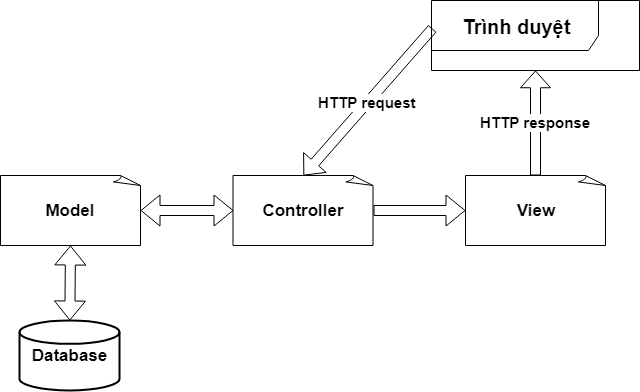 Trình duyệt
HTTP request
HTTP response
Model
Controller
View
Database